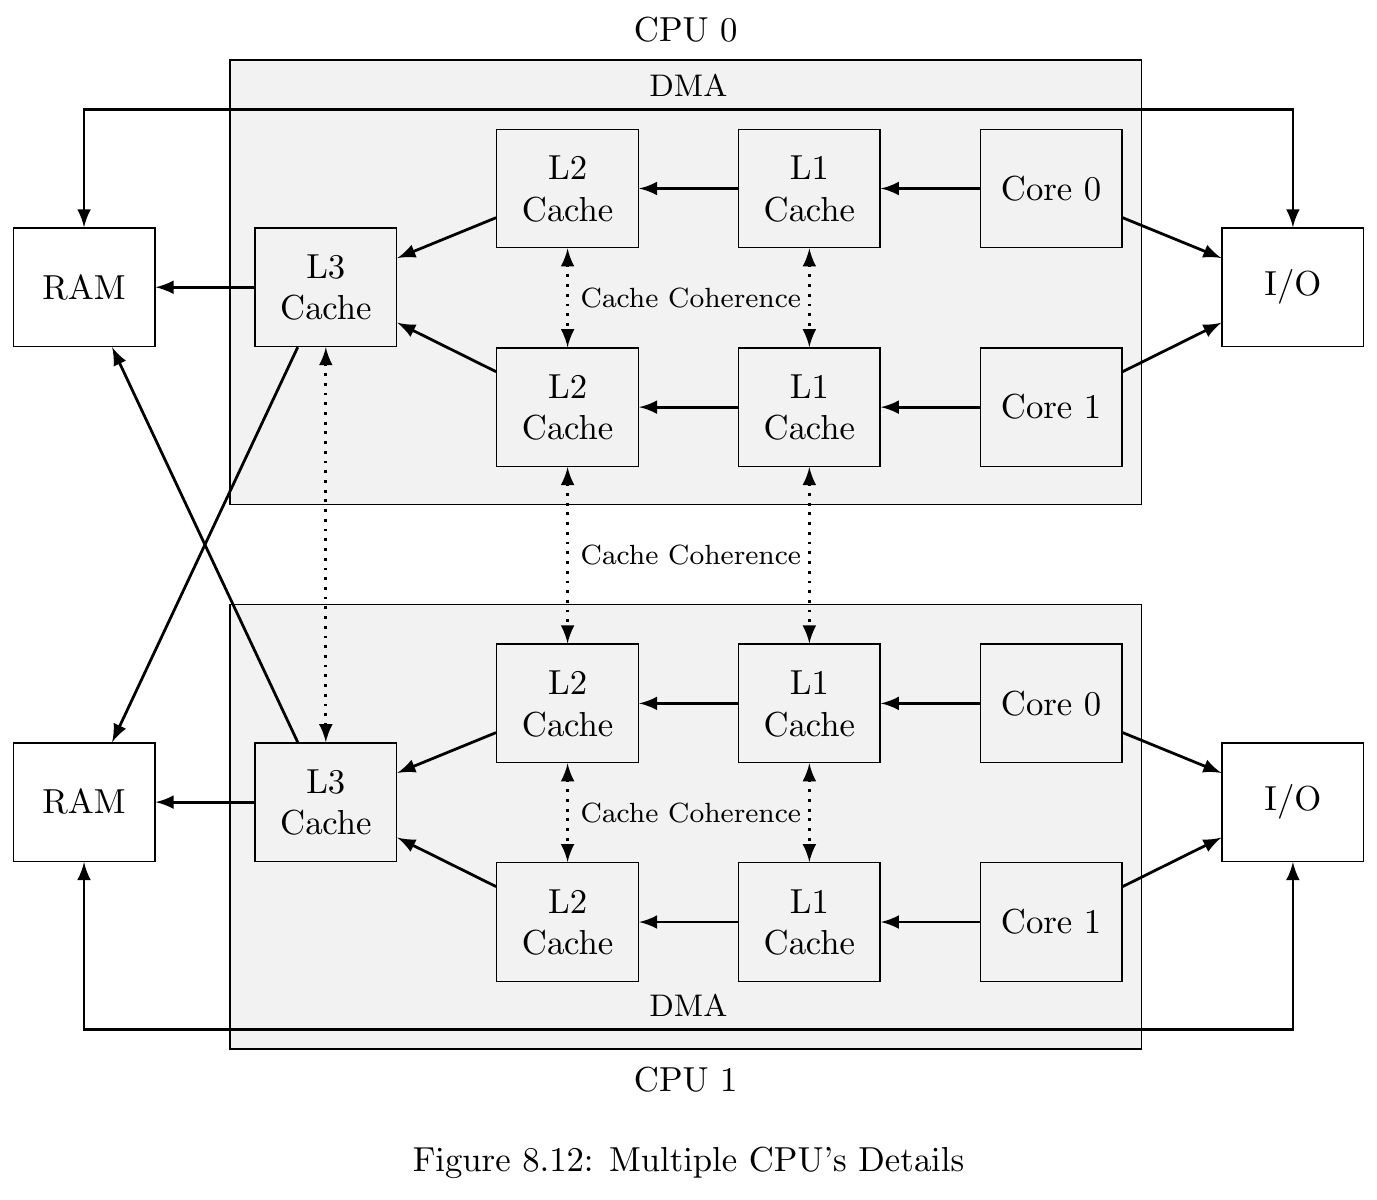 CPU 0
DMA
L2
Cache
L1
Cache
Core 0
RAM
L3
Cache
Cache Coherence
I/O
L2
Cache
L1
Cache
Core 1
Cache Coherence
L2
Cache
L1
Cache
Core 0
RAM
L3
Cache
Cache Coherence
I/O
L2
Cache
L1
Cache
Core 1
DMA
CPU 1
Figure 8.12: Multiple CPU's Details